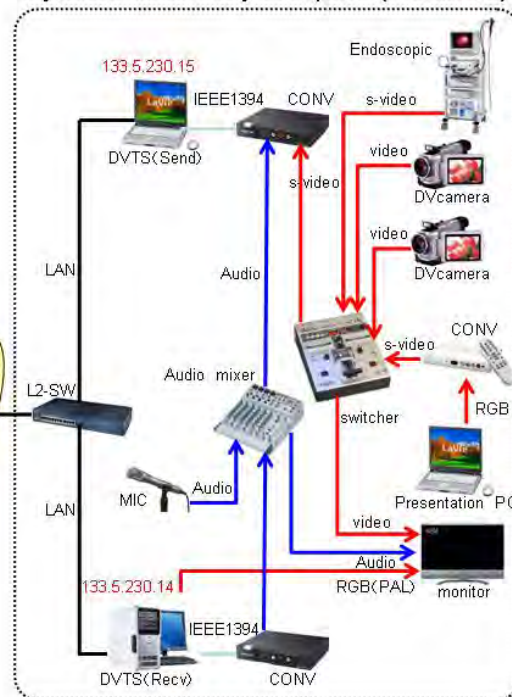 Endoscopic
133.5.230.15
IEEE1394
CONV
s-video
DVTS(Send)
video
DVcamera
s-video
video
LAN
Audio
DVcamera
CONV
s-video
Audio mixer
L2-SW
switcher
RGB
MIC
Audio
LAN
Presentation PC
video
Audio
133.5.230.14
RGB(PAL)
monitor
IEEE1394
DVTS(Recv)
CONV